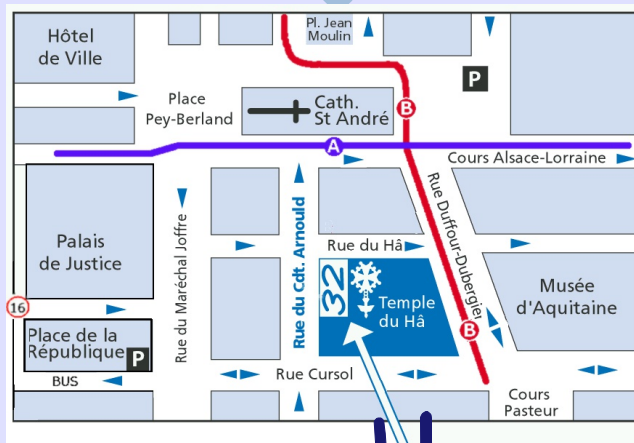 Hôtel
de Ville
Pl. Jean
Moulin
P
Place
Pey-Berland
Cath.
St André
B
A
Cours Alsace-Lorraine
Palais
de Justice
Rue du Maréchal Joffre
Rue du Cdt. Arnould
Rue du Hâ
Rue Duffour-Dubergier
32
Temple
du Hâ
Musée
d'Aquitaine
16
Place de la
République
P
B
BUS
Rue Cursol
Cours
Pasteur